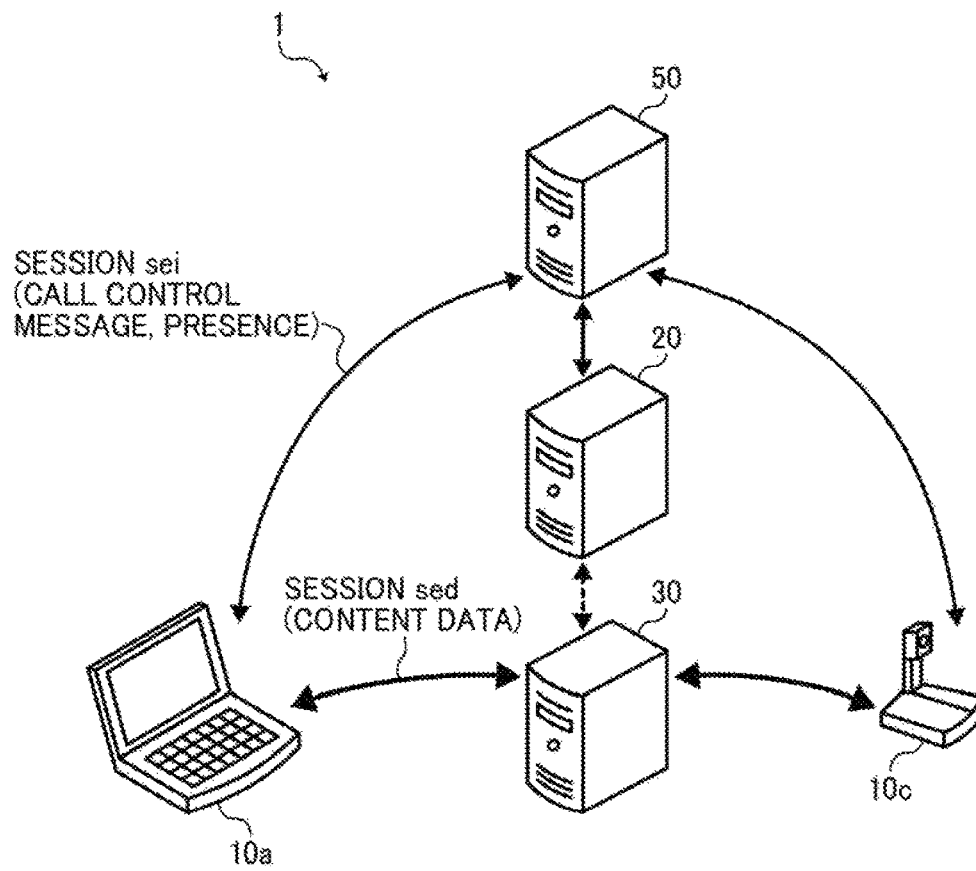 1
50
SESSION sei
(CALL CONTROL
MESSAGE, PRESENCE)
20
SESSION sed
(CONTENT DATA)
30
10a
10c